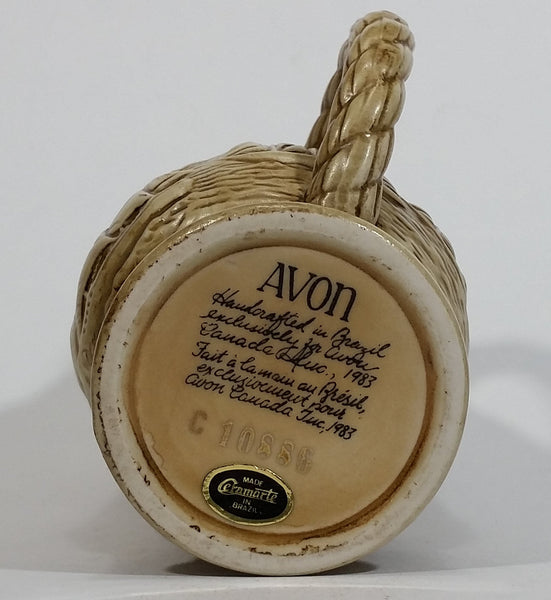 AVON
Handcrafted in Brazil
exclusively for Avon
Canada Inc., 1983
Fait à la main au Brésil,
exclusivement pour
Avon Canada Inc, 1983
C 10886
MADE
Ceramarte
IN
BRAZIL